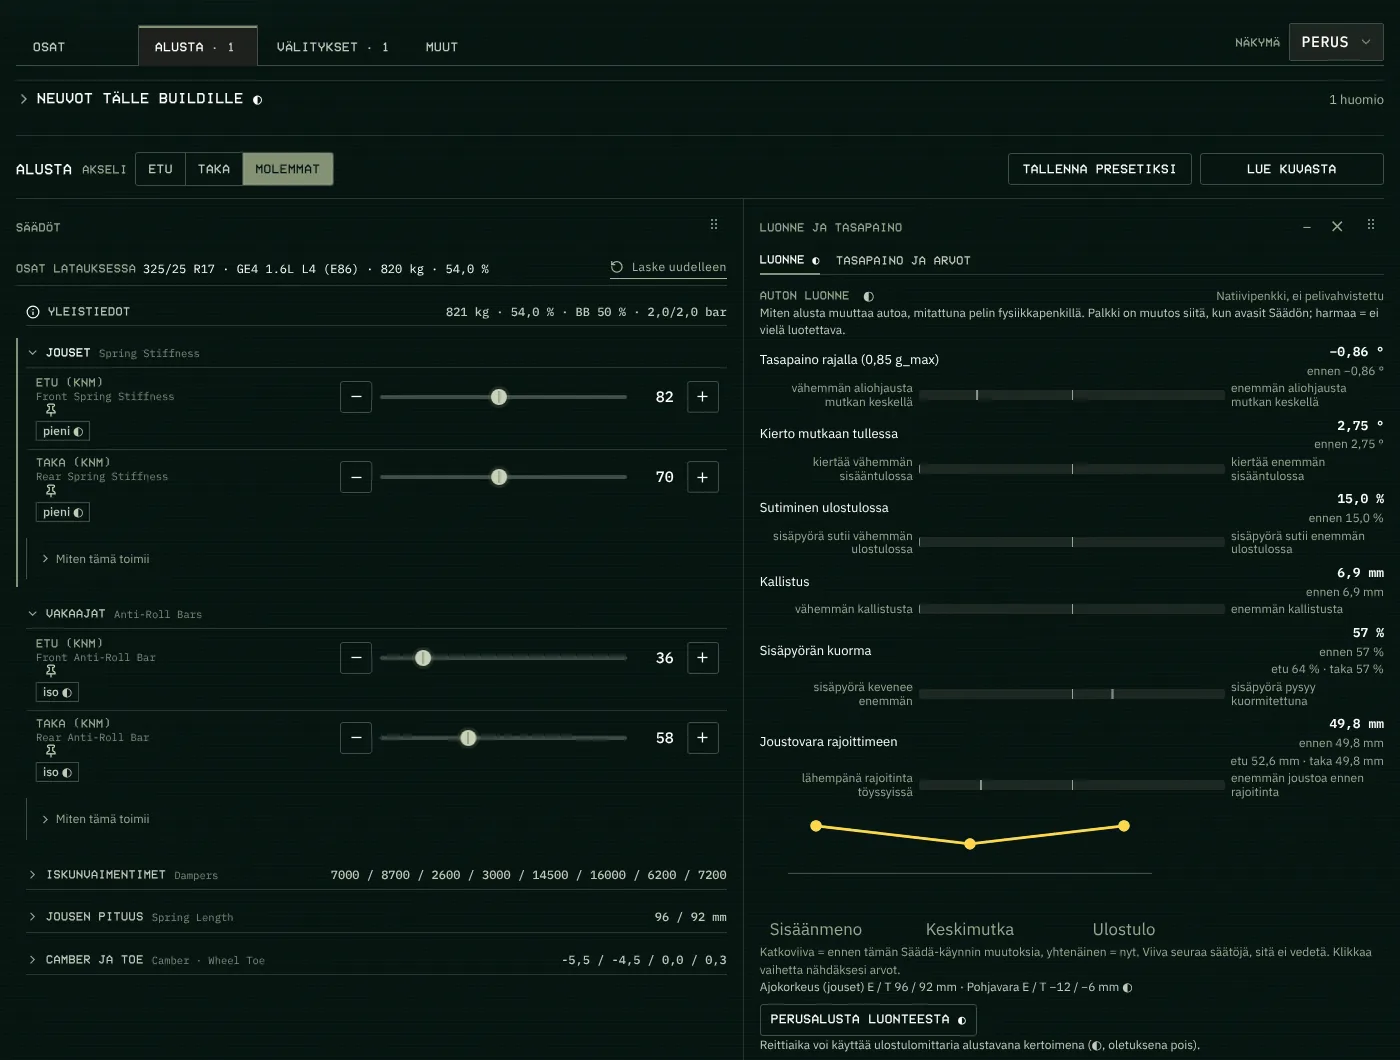 OSAT
ALUSTA · 1
VÄLITYKSET · 1
MUUT
NÄKYMÄ
PERUS
NEUVOT TÄLLE BUILDILLE
1 huomio
ALUSTA
AKSELI
ETU
TAKA
MOLEMMAT
TALLENNA PRESETIKSI
LUE KUVASTA
SÄÄDÖT
OSAT LATAUKSESSA 325/25 R17 · GE4 1.6L L4 (E86) · 820 kg · 54,0 %
Laske uudelleen
YLEISTIEDOT
821 kg · 54,0 % · BB 50 % · 2,0/2,0 bar
JOUSET Spring Stiffness
ETU (KNM)
Front Spring Stiffness
pieni
− 82 +
TAKA (KNM)
Rear Spring Stiffness
pieni
− 70 +
Miten tämä toimii
VAKAAJAT Anti-Roll Bars
ETU (KNM)
Front Anti-Roll Bar
iso
− 36 +
TAKA (KNM)
Rear Anti-Roll Bar
iso
− 58 +
Miten tämä toimii
ISKUNVAIMENTIMET Dampers
7000 / 8700 / 2600 / 3000 / 14500 / 16000 / 6200 / 7200
JOUSEN PITUUS Spring Length
96 / 92 mm
CAMBER JA TOE Camber · Wheel Toe
-5,5 / -4,5 / 0,0 / 0,3
LUONNE JA TASAPAINO
LUONNE
TASAPAINO JA ARVOT
AUTON LUONNE
Natiivipenkki, ei pelivahvistettu
Miten alusta muuttaa autoa, mitattuna pelin fysiikkapenkillä. Palkki on muutos siitä, kun avasit Säädön; harmaa = ei
vielä luotettava.
Tasapaino rajalla (0,85 g_max)
−0,86 °
ennen −0,86 °
vähemmän aliohjausta
mutkan keskellä
enemmän aliohjausta
mutkan keskellä
Kierto mutkaan tullessa
2,75 °
ennen 2,75 °
kiertää vähemmän
sisääntulossa
kiertää enemmän
sisääntulossa
Sutiminen ulostulossa
15,0 %
ennen 15,0 %
sisäpyörä sutii vähemmän
ulostulossa
sisäpyörä sutii enemmän
ulostulossa
Kallistus
6,9 mm
ennen 6,9 mm
vähemmän kallistusta
enemmän kallistusta
Sisäpyörän kuorma
57 %
ennen 57 %
etu 64 % · taka 57 %
sisäpyörä kevenee
enemmän
sisäpyörä pysyy
kuormitettuna
Joustovara rajoittimeen
49,8 mm
ennen 49,8 mm
etu 52,6 mm · taka 49,8 mm
lähempänä rajoitinta
töyssyissä
enemmän joustoa ennen
rajoitinta
Sisäänmeno
Keskimutka
Ulostulo
Katkoviiva = ennen tämän Säädä-käynnin muutoksia, yhtenäinen = nyt. Viiva seuraa säätöjä, sitä ei vedetä. Klikkaa
vaihetta nähdäksesi arvot.
Ajokorkeus (jouset) E / T 96 / 92 mm · Pohjavara E / T −12 / −6 mm
PERUSALUSTA LUONTEESTA
Reittiaika voi käyttää ulostulomittaria alustavana kertoimena (◐, oletuksena pois).